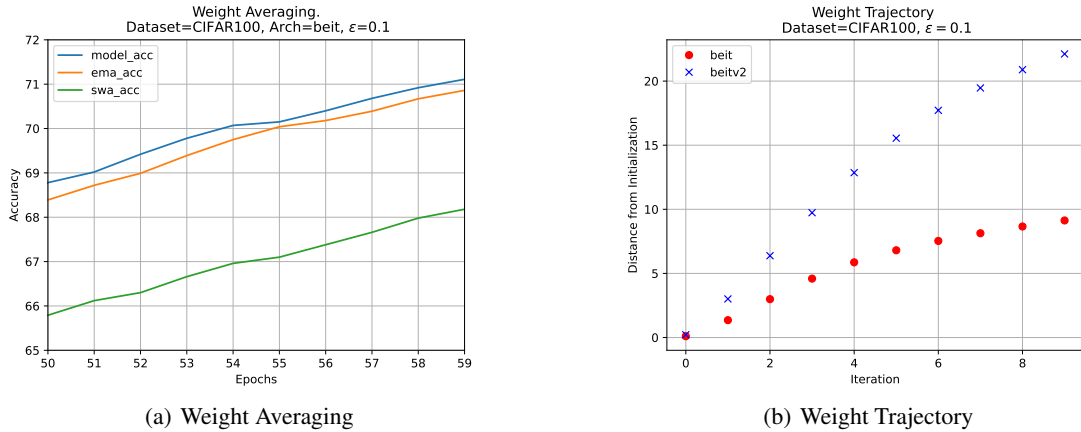 Weight Averaging.
Dataset=CIFAR100, Arch=beit, ε=0.1
model_acc
ema_acc
swa_acc
Accuracy
72
71
70
69
68
67
66
65
50 51 52 53 54 55 56 57 58 59
Epochs
(a) Weight Averaging
Weight Trajectory
Dataset=CIFAR100, ε = 0.1
beit
beitv2
Distance from Initialization
20
15
10
5
0
0 2 4 6 8
Iteration
(b) Weight Trajectory